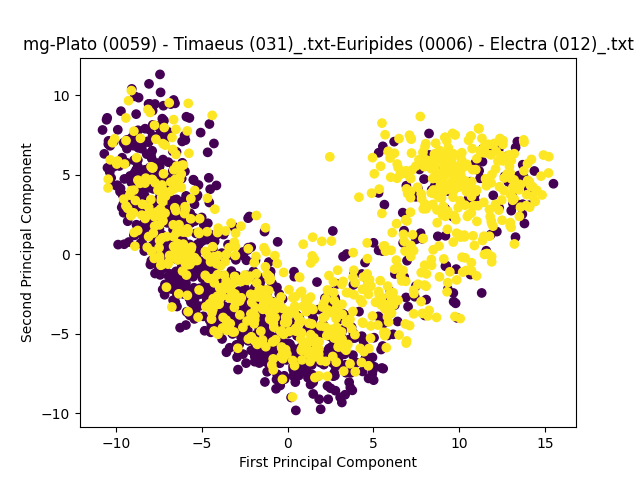 mg-Plato (0059) - Timaeus (031)_.txt-Euripides (0006) - Electra (012)_.txt
10
5
0
−5
−10
Second Principal Component
−10 −5 0 5 10 15
First Principal Component